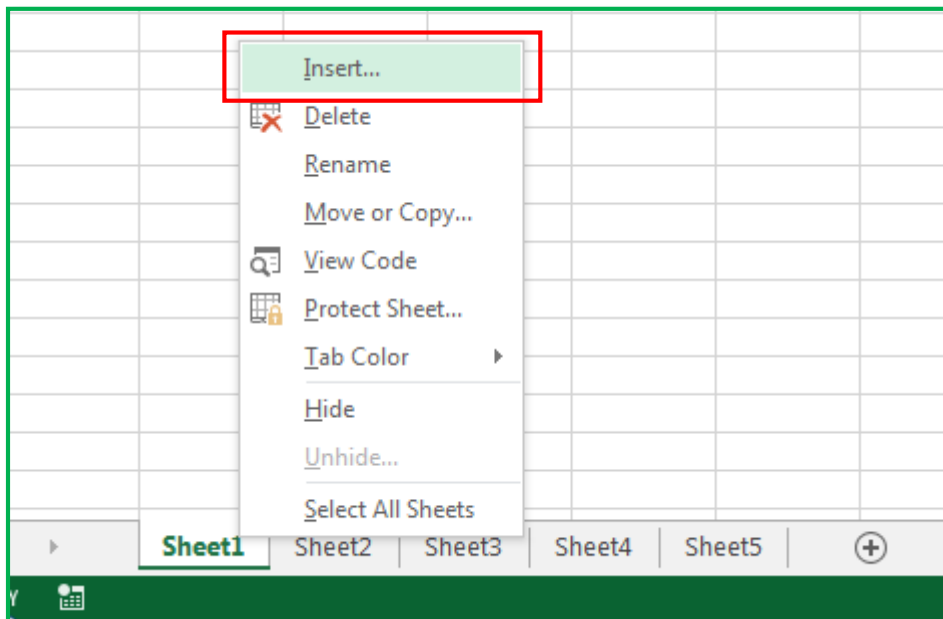 Insert...
Delete
Rename
Move or Copy...
View Code
Protect Sheet...
Tab Color
Hide
Unhide...
Select All Sheets
Sheet1 Sheet2 Sheet3 Sheet4 Sheet5